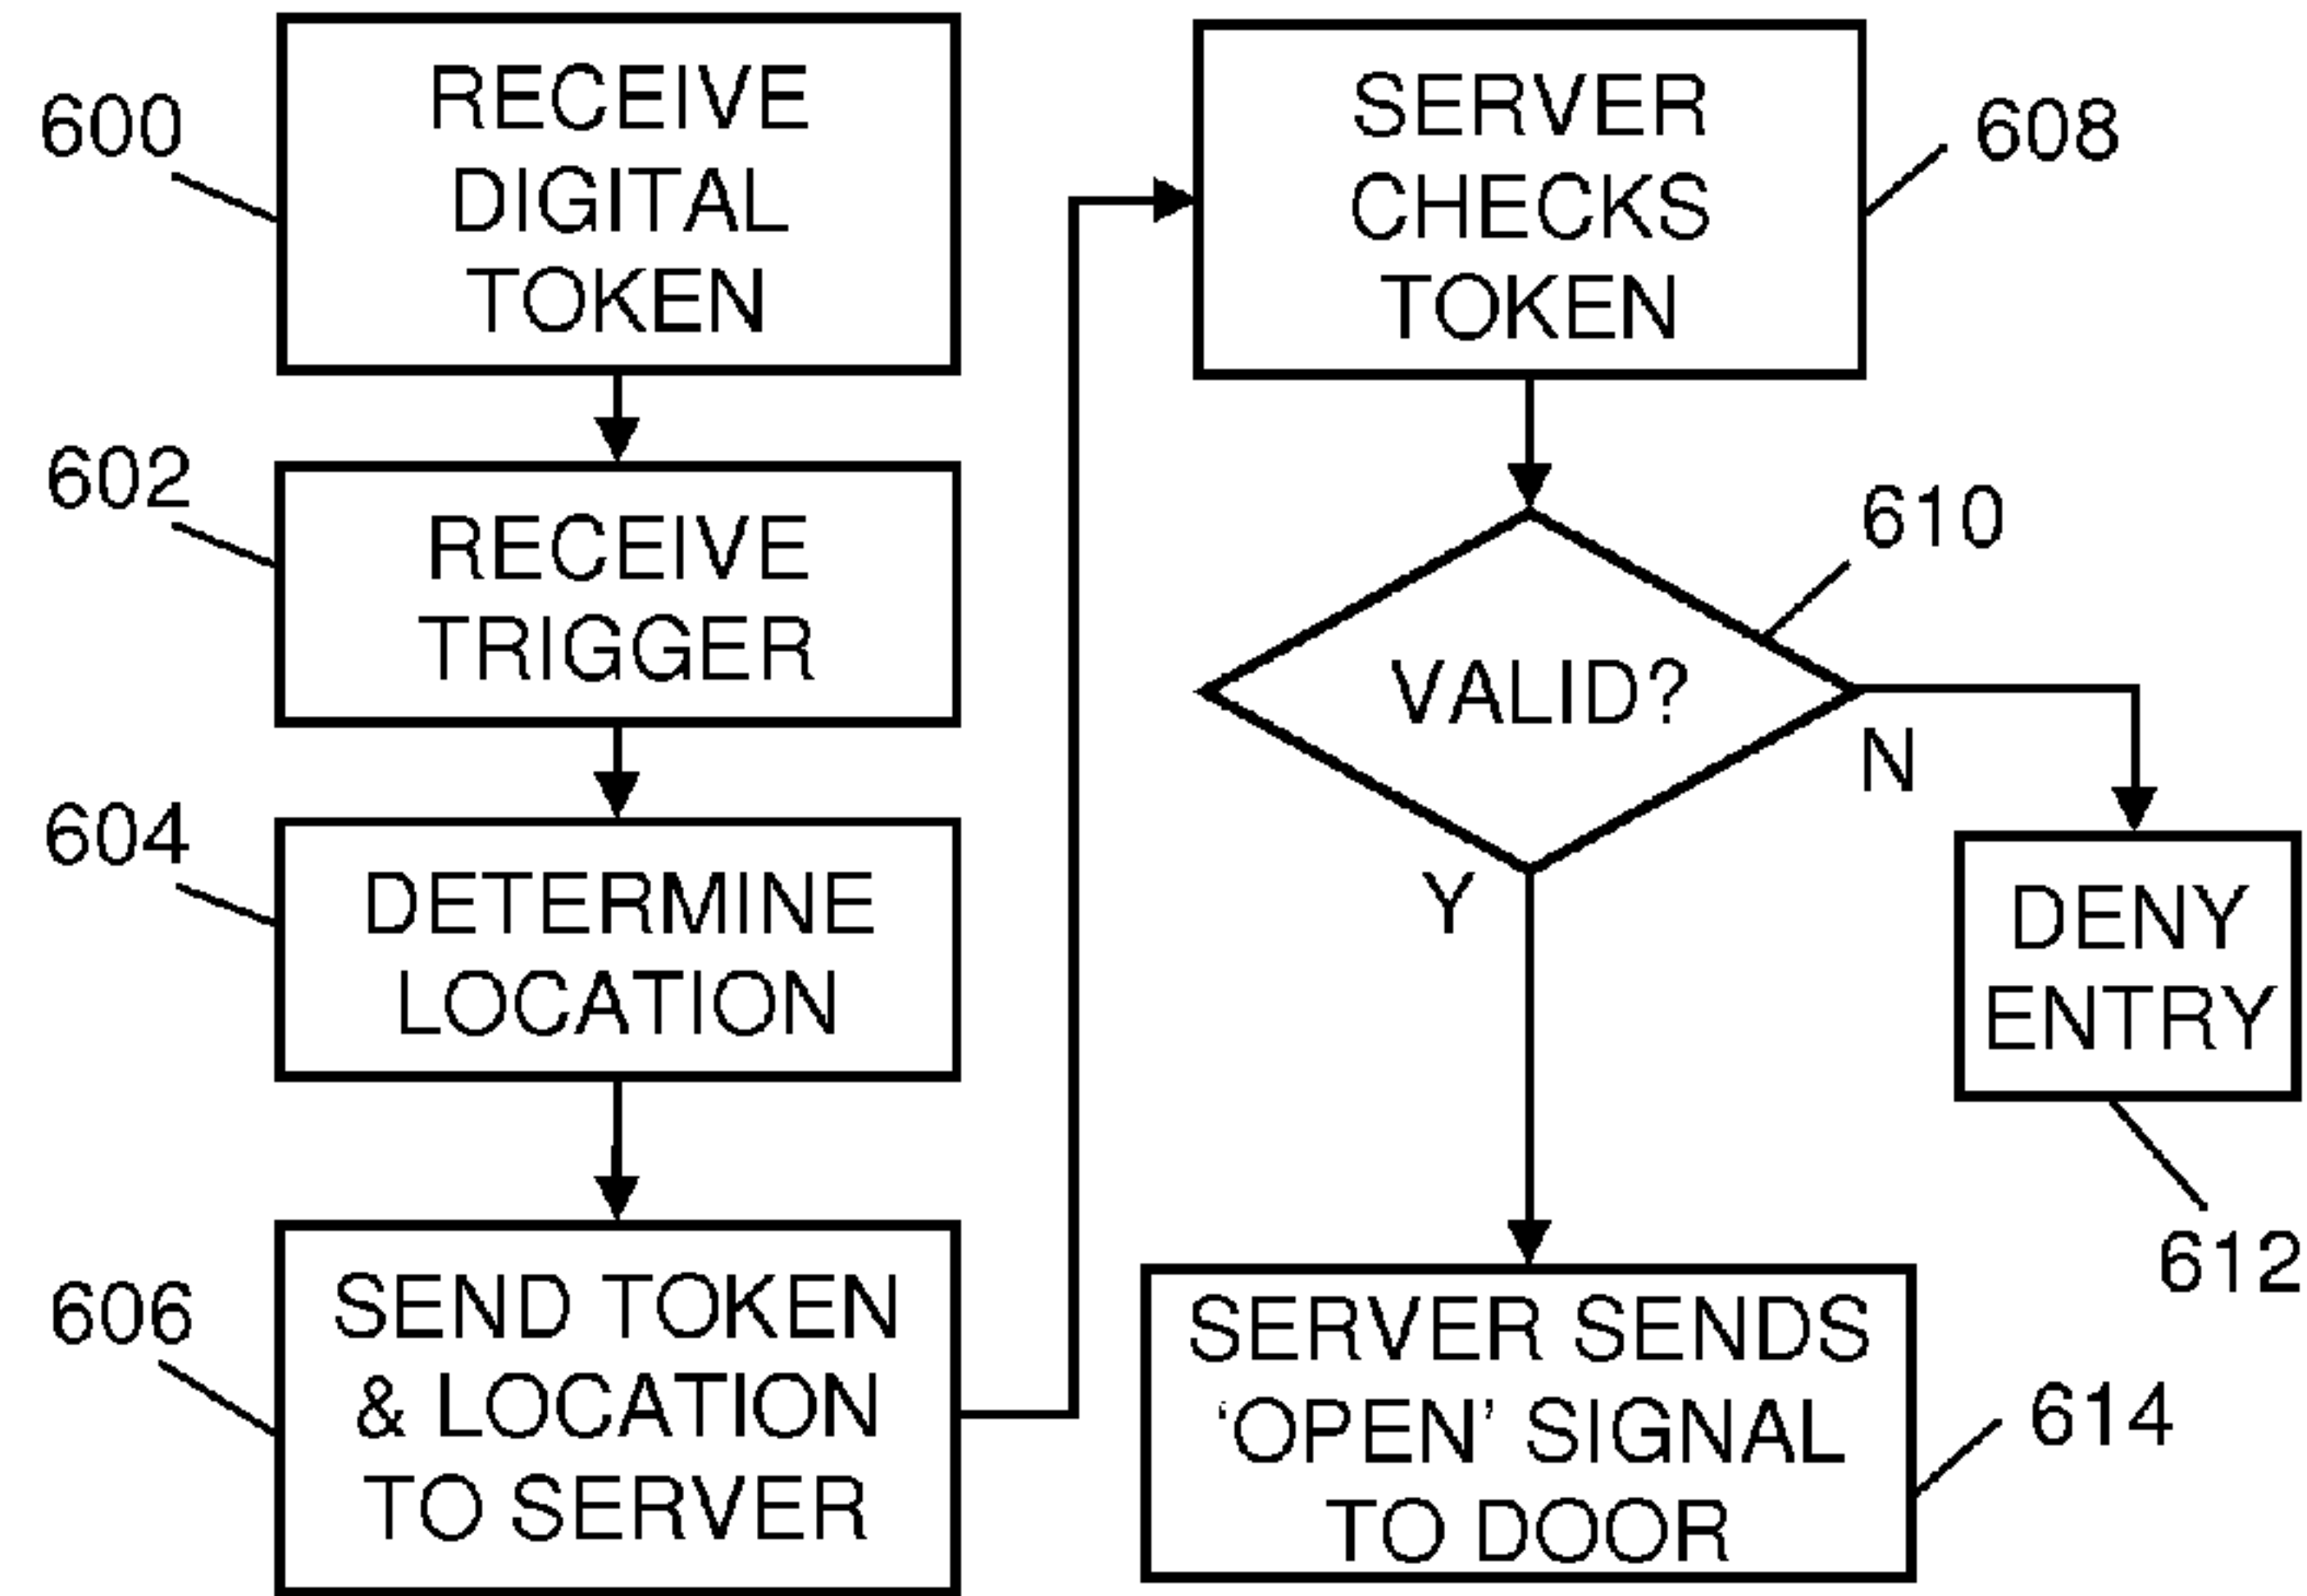 600
RECEIVE
DIGITAL
TOKEN
602
RECEIVE
TRIGGER
604
DETERMINE
LOCATION
606
SEND TOKEN
& LOCATION
TO SERVER
SERVER
CHECKS
TOKEN
608
VALID?
610
N
Y
DENY
ENTRY
612
SERVER SENDS
‘OPEN’ SIGNAL
TO DOOR
614